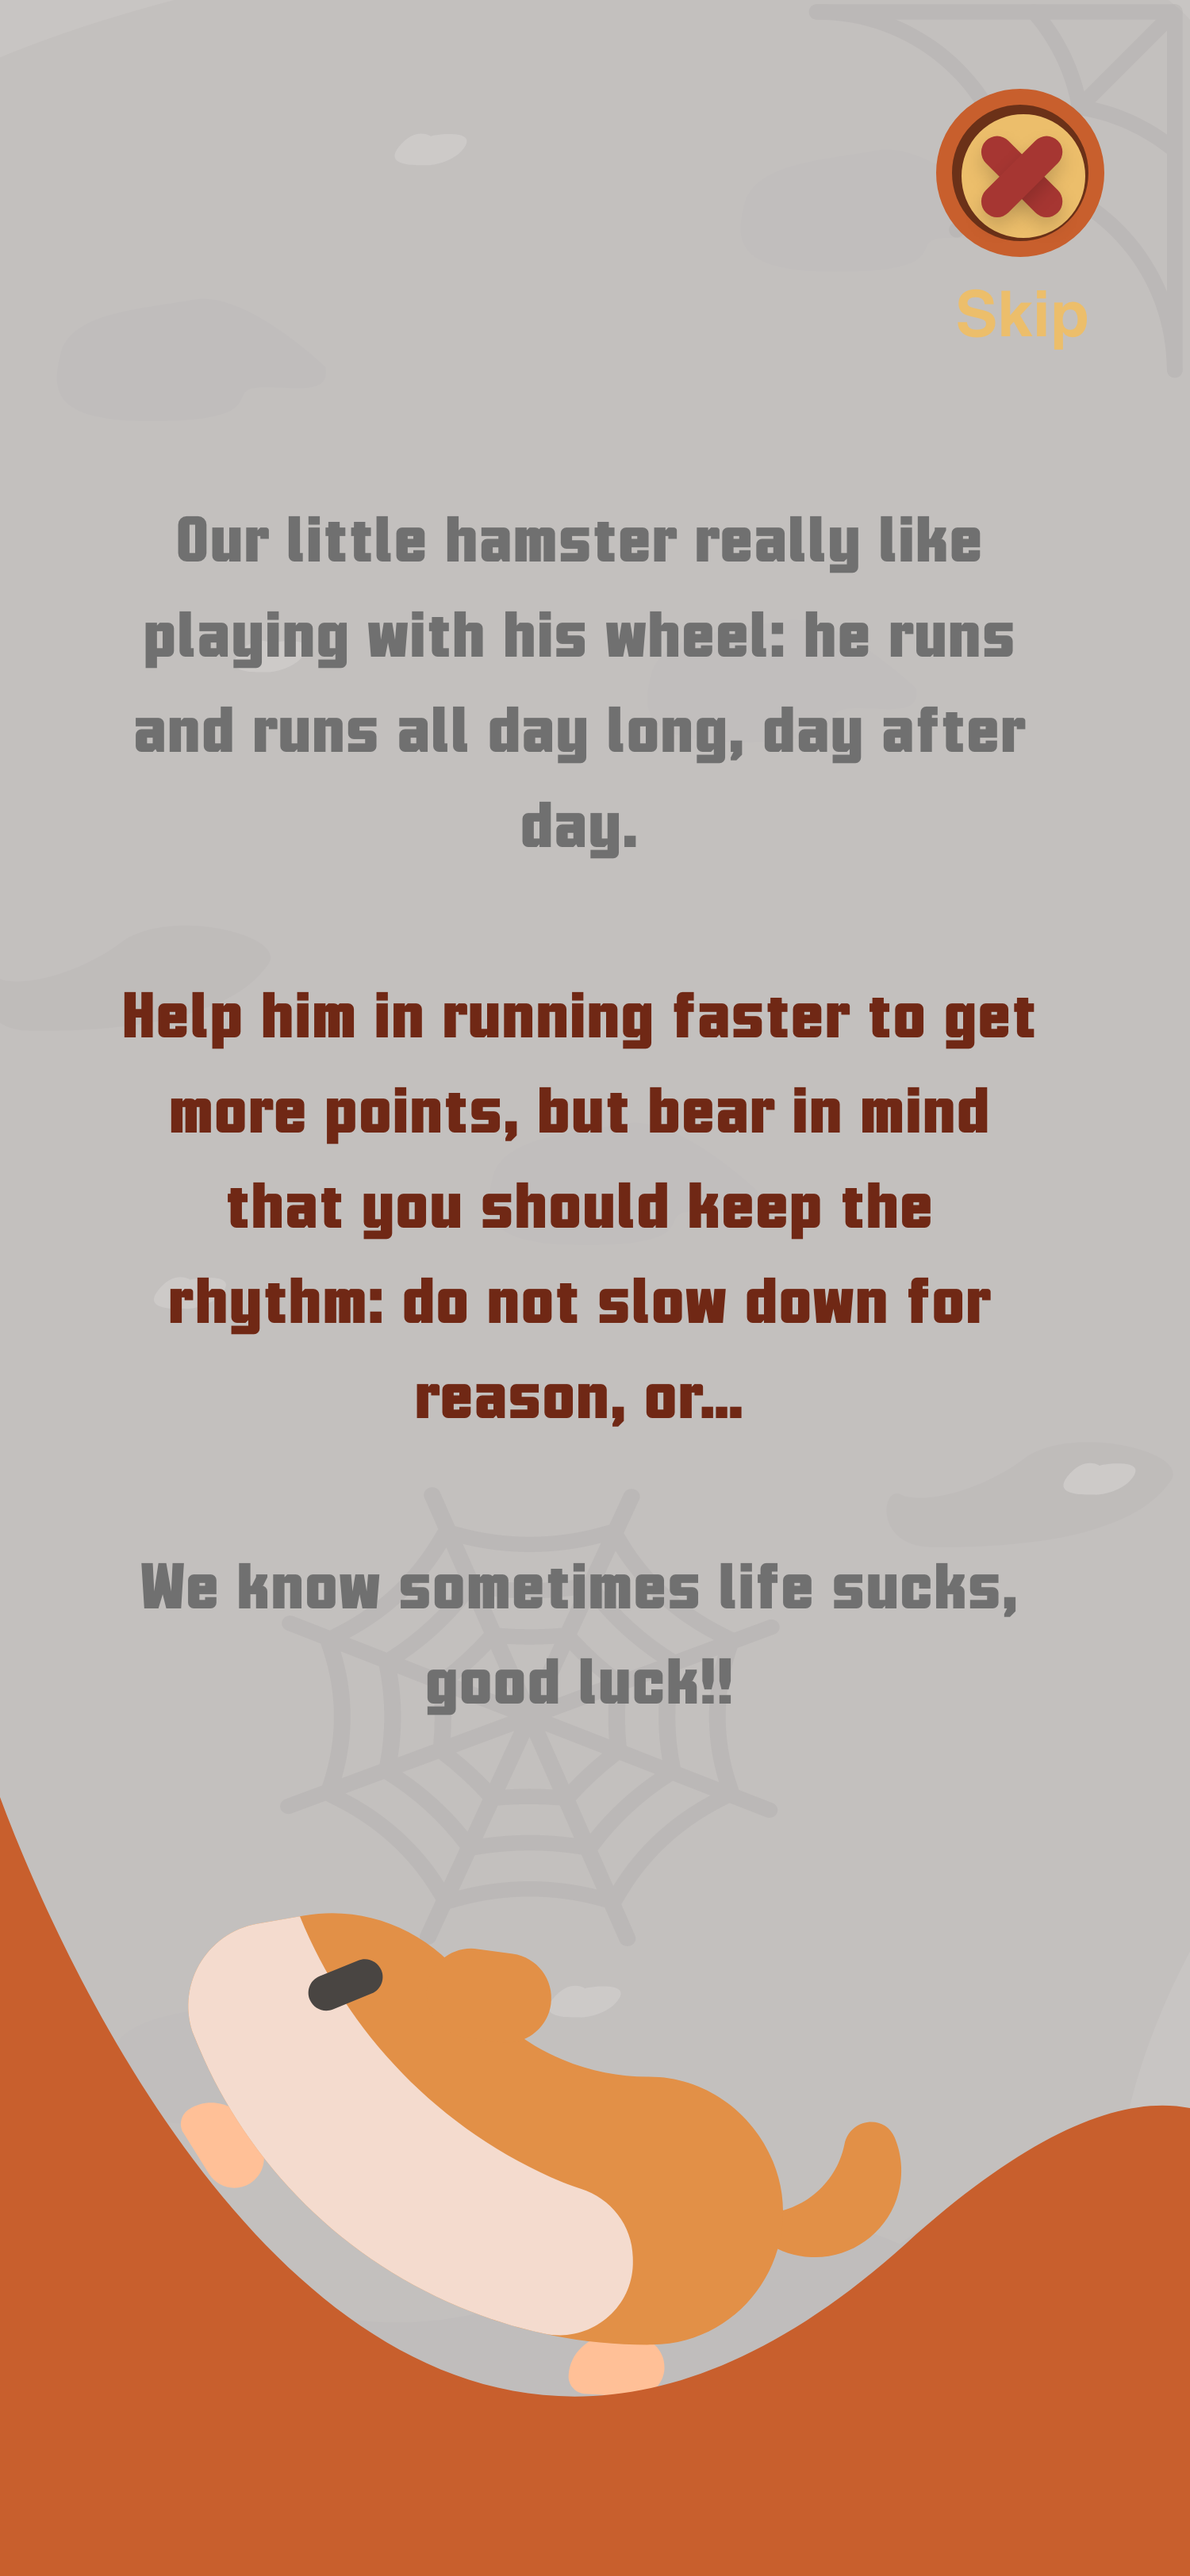 Skip
Our little hamster really like
playing with his wheel: he runs
and runs all day long, day after
day.
Help him in running faster to get
more points, but bear in mind
that you should keep the
rhythm: do not slow down for
reason, or...
We know sometimes life sucks,
good luck!!